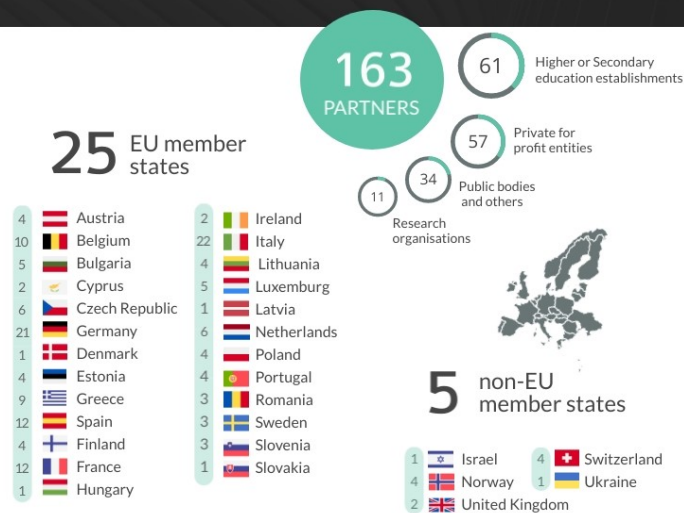 163
PARTNERS
61
Higher or Secondary
education establishments
57
Private for
profit entities
34
Public bodies
and others
11
Research
organisations
25 EU member
states
4 Austria
10 Belgium
5 Bulgaria
2 Cyprus
6 Czech Republic
21 Germany
1 Denmark
4 Estonia
9 Greece
12 Spain
4 Finland
12 France
1 Hungary
2 Ireland
22 Italy
4 Lithuania
5 Luxemburg
1 Latvia
6 Netherlands
4 Poland
4 Portugal
3 Romania
3 Sweden
3 Slovenia
1 Slovakia
5 non-EU
member states
1 Israel
4 Norway
2 United Kingdom
4 Switzerland
1 Ukraine